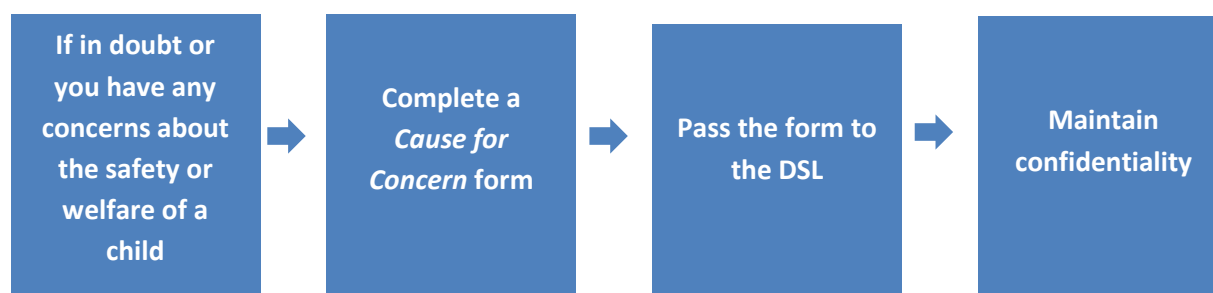 If in doubt or
you have any
concerns about
the safety or
welfare of a
child
Complete a
Cause for
Concern form
Pass the form to
the DSL
Maintain
confidentiality